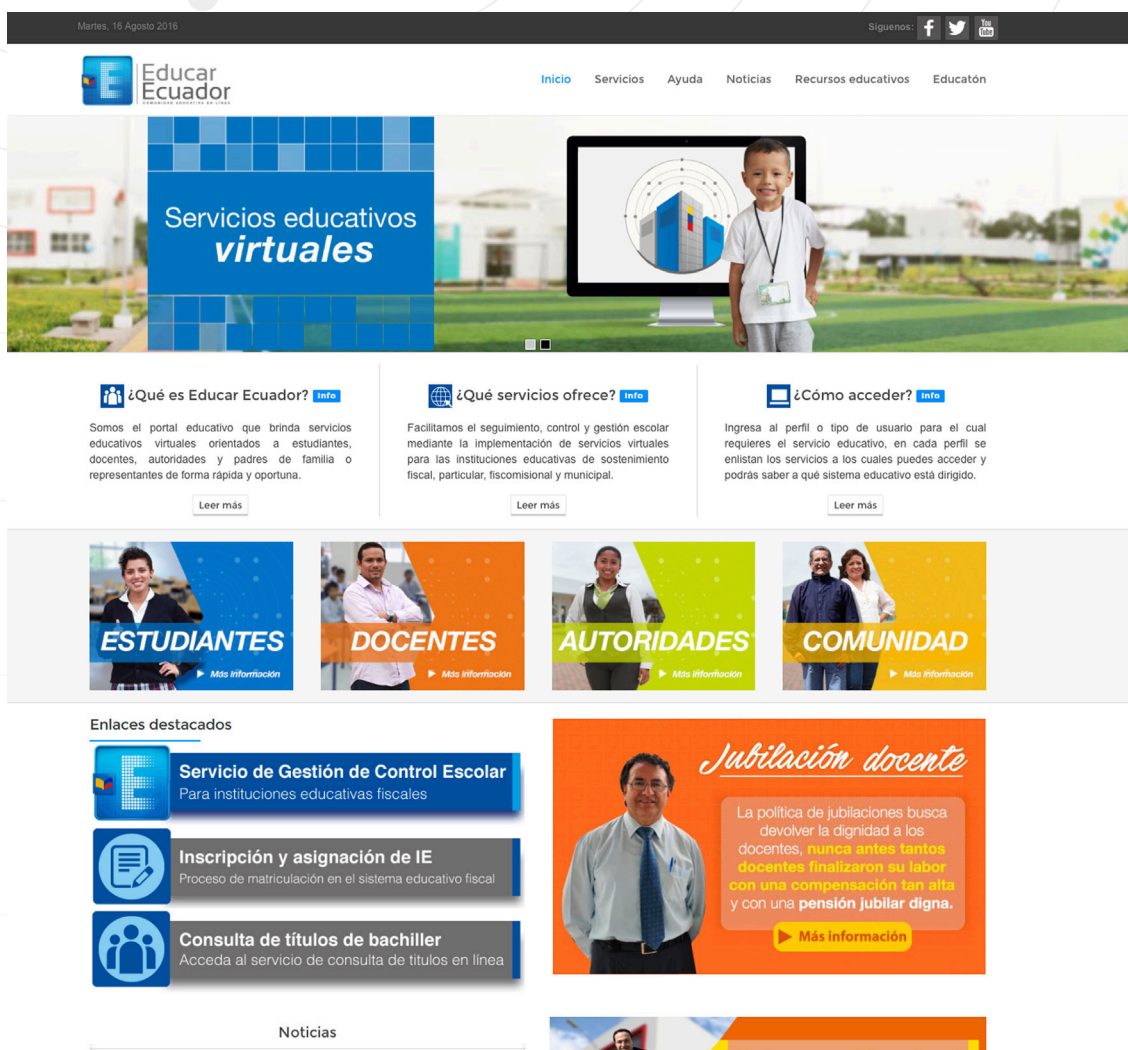 Martes, 16 Agosto 2016
Siguenos:
You
Tube
Educar
Ecuador
COMUNIDAD EDUCATIVA EN LÍNEA
Inicio Servicios Ayuda Noticias Recursos educativos Educatón
Servicios educativos
virtuales
¿Qué es Educar Ecuador? Info
Somos el portal educativo que brinda servicios
educativos virtuales orientados a estudiantes,
docentes, autoridades y padres de familia o
representantes de forma rápida y oportuna.
Leer más
¿Qué servicios ofrece? Info
Facilitamos el seguimiento, control y gestión escolar
mediante la implementación de servicios virtuales
para las instituciones educativas de sostenimiento
fiscal, particular, fiscomisional y municipal.
Leer más
¿Cómo acceder? Info
Ingresa al perfil o tipo de usuario para el cual
requieres el servicio educativo, en cada perfil se
enlistan los servicios a los cuales puedes acceder y
podrás saber a qué sistema educativo está dirigido.
Leer más
ESTUDIANTES
Más Información
DOCENTES
Más Información
AUTORIDADES
Más Información
COMUNIDAD
Más Información
Enlaces destacados
Servicio de Gestión de Control Escolar
Para instituciones educativas fiscales
Inscripción y asignación de IE
Proceso de matriculación en el sistema educativo fiscal
Consulta de títulos de bachiller
Acceda al servicio de consulta de titulos en línea
Jubilación docente
La política de jubilaciones busca
devolver la dignidad a los
docentes, nunca antes tantos
docentes finalizaron su labor
con una compensación tan alta
y con una pensión jubilar digna.
Más información
Noticias